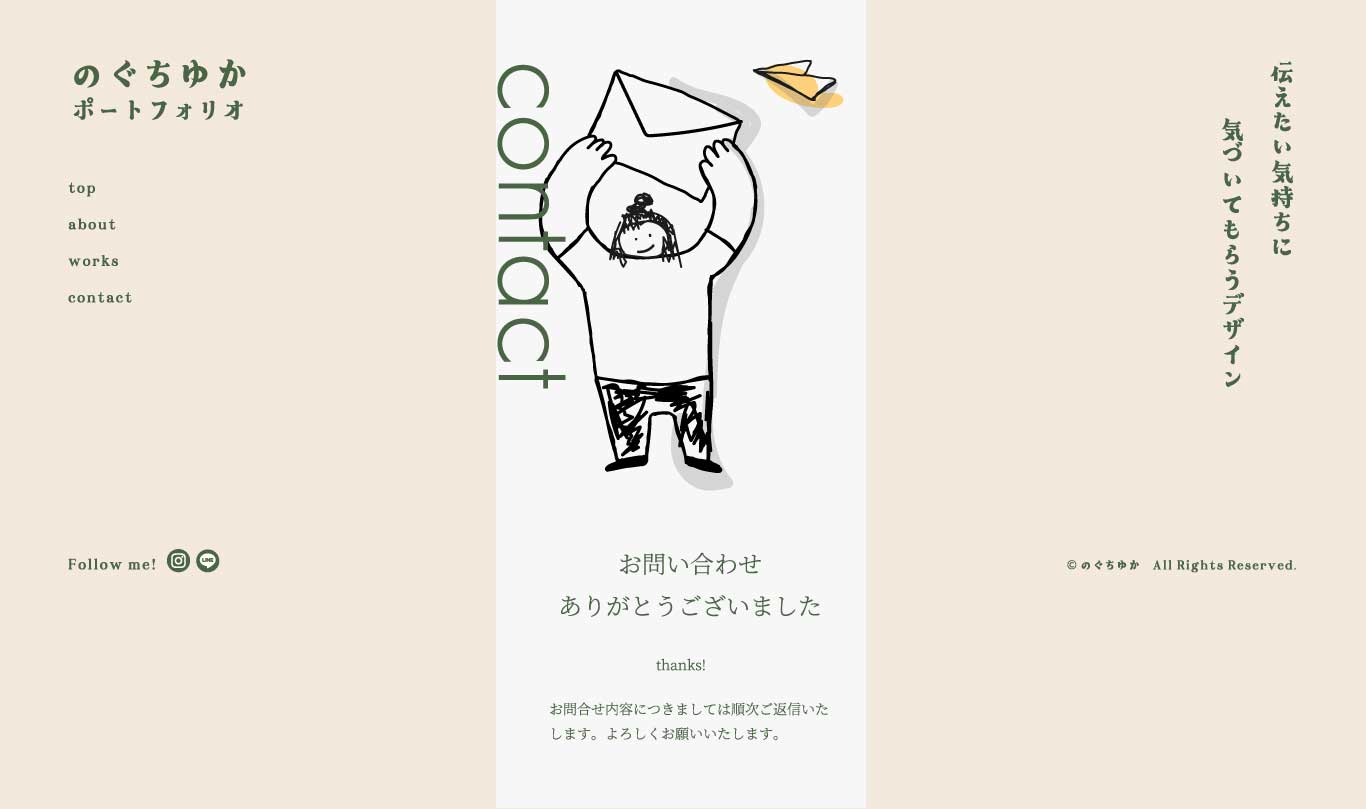 のぐちゆか
ポートフォリオ
top
about
works
contact
Follow me!
LINE
contact
お問い合わせ
ありがとうございました
thanks!
お問合せ内容につきましては順次ご返信いた
します。よろしくお願いいたします。
伝えたい気持ちに
気づいてもらうデザイン
© のぐちゆか　All Rights Reserved.